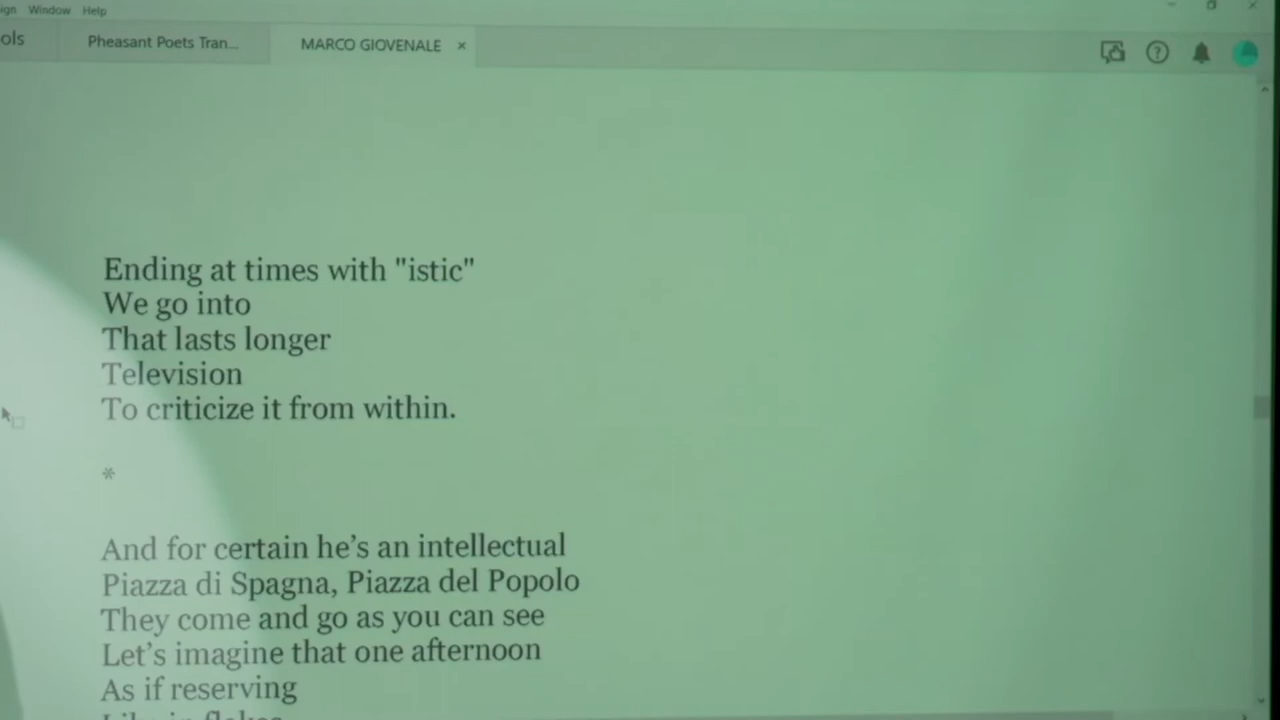 Window Help
ols
Pheasant Poets Tran...
MARCO GIOVENALE ×
Ending at times with "istic"
We go into
That lasts longer
Television
To criticize it from within.
*
And for certain he’s an intellectual
Piazza di Spagna, Piazza del Popolo
They come and go as you can see
Let’s imagine that one afternoon
As if reserving